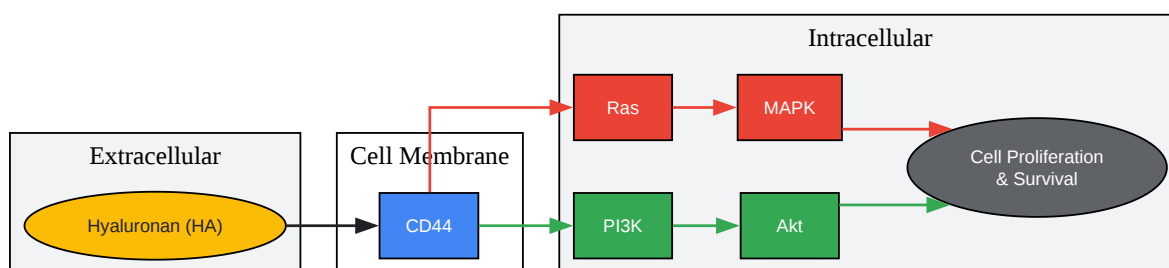 Extracellular
Hyaluronan (HA)
Cell Membrane
CD44
Intracellular
Ras
MAPK
PI3K
Akt
Cell Proliferation
& Survival